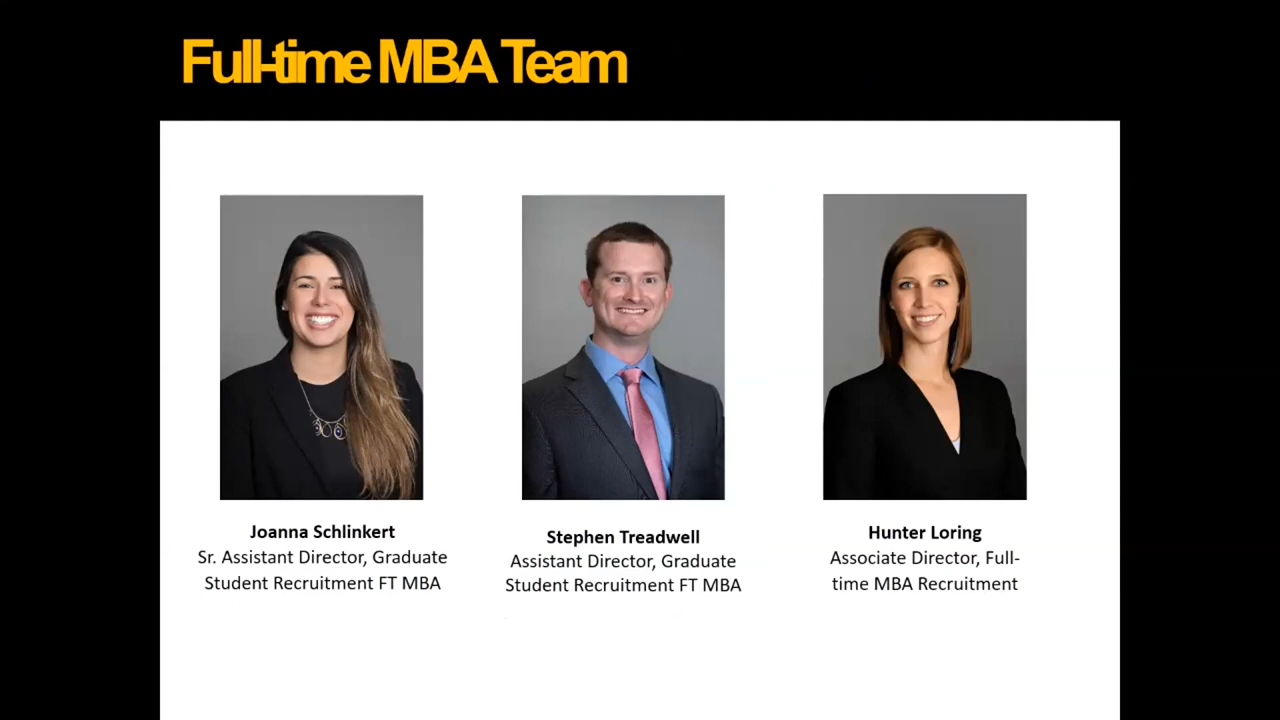 Full-time MBA Team
Joanna Schlinkert
Sr. Assistant Director, Graduate
Student Recruitment FT MBA
Stephen Treadwell
Assistant Director, Graduate
Student Recruitment FT MBA
Hunter Loring
Associate Director, Full-
time MBA Recruitment